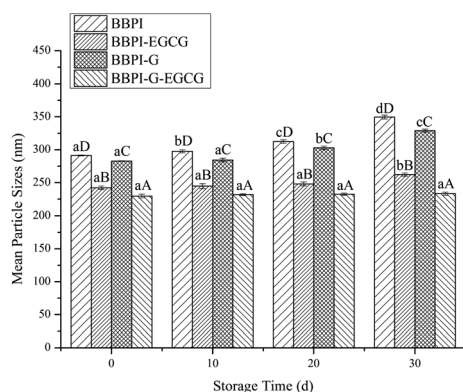 BBPI
BBPI-EGCG
BBPI-G
BBPI-G-EGCG
450
400
350
300
250
200
150
100
50
0
Mean Particle Sizes (nm)
aD aB aC aA
bD aB aC aA
cD aB bC aA
dD bB cC aA
0 10 20 30
Storage Time (d)